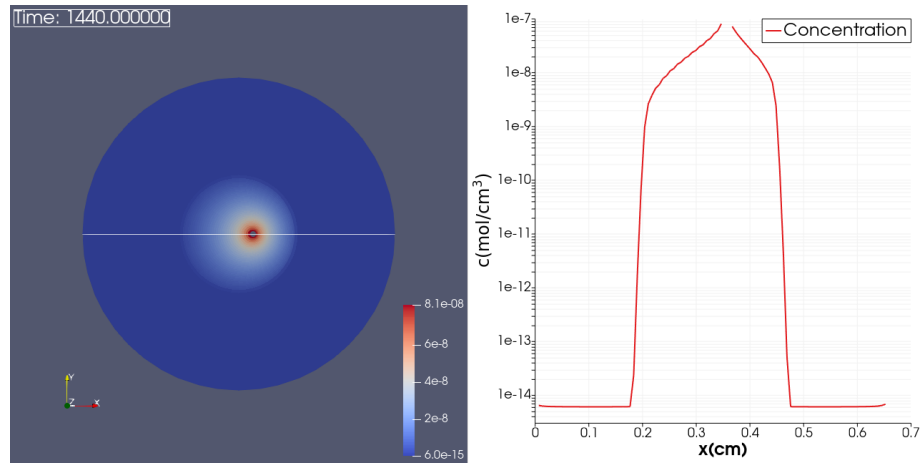 Time: 1440.000000
8.1e-08
6e-8
4e-8
2e-8
6.0e-15
Y
Z
X
Concentration
c(mol/cm³)
1e-7
1e-8
1e-9
1e-10
1e-11
1e-12
1e-13
1e-14
0
0.1
0.2
0.3
0.4
0.5
0.6
0.7
x(cm)